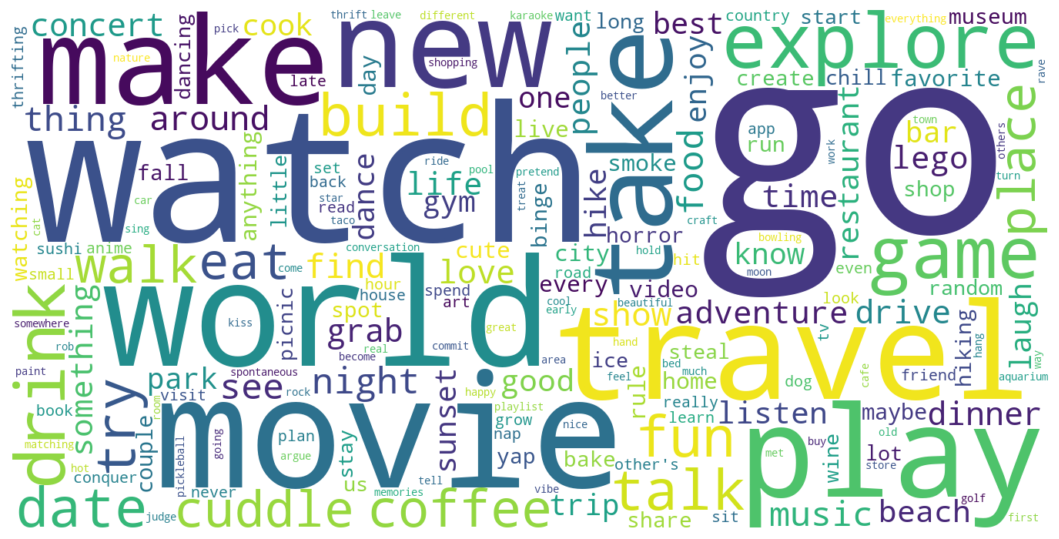 concert
make
new
explore
watch
go
take
world
travel
movie
play
game
place
build
cook
dancing
pick
nature
late
thrift
leave
thrifting
different
karaoke
shopping
day
want
long
best
people
better
enjoy
country
start
museum
everything
create
chill
favorite
rave
thing
around
one
live
anything
fall
little
set
back
star
read
taco
ride
pool
pretend
treat
life
gym
dance
binge
hike
smoke
food
horror
app
run
work
time
restaurant
bar
town
lego
shop
others
turn
know
bowling
moon
even
random
watching
cat
car
sing
sushi
anime
small
walk
eat
find
conversation
come
hour
house
cute
love
spot
spend
art
every
city
road
video
hold
craft
hit
cool
early
beautiful
show
adventure
drive
look
tv
laugh
hiking
hang
way
aquarium
friend
drink
something
somewhere
rob
paint
book
matching
hot
conquer
try
park
visit
see
night
spontaneous
rock
kiss
picnic
grab
become
real
commit
great
area
sunset
good
happy
playlist
grow
nap
yap
nice
ice
hand
feel
rule
bed
home
steal
much
really
learn
dog
cafe
listen
maybe
dinner
fun
talk
other's
share
sit
wine
met
buy
old
lot
store
golf
beach
first
music
trip
bake
vibe
tell
stay
us
memories
never
argue
plan
going
room
couple
pickleball
judge
date
cuddle
coffee